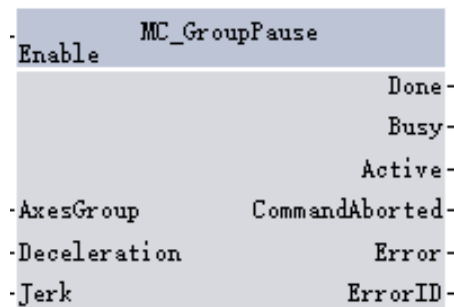 MC_GroupPause
Enable
Done
Busy
Active
AxesGroup CommandAborted
Deceleration Error
Jerk ErrorID